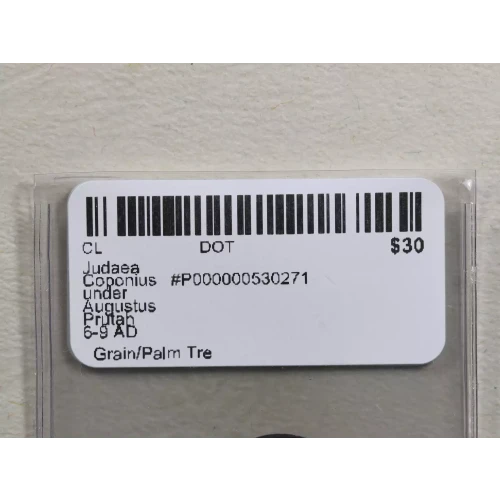 CL DOT $30
Judaea
Coponius #P000000530271
under
Augustus
Prutah
6-9 AD
Grain/Palm Tre